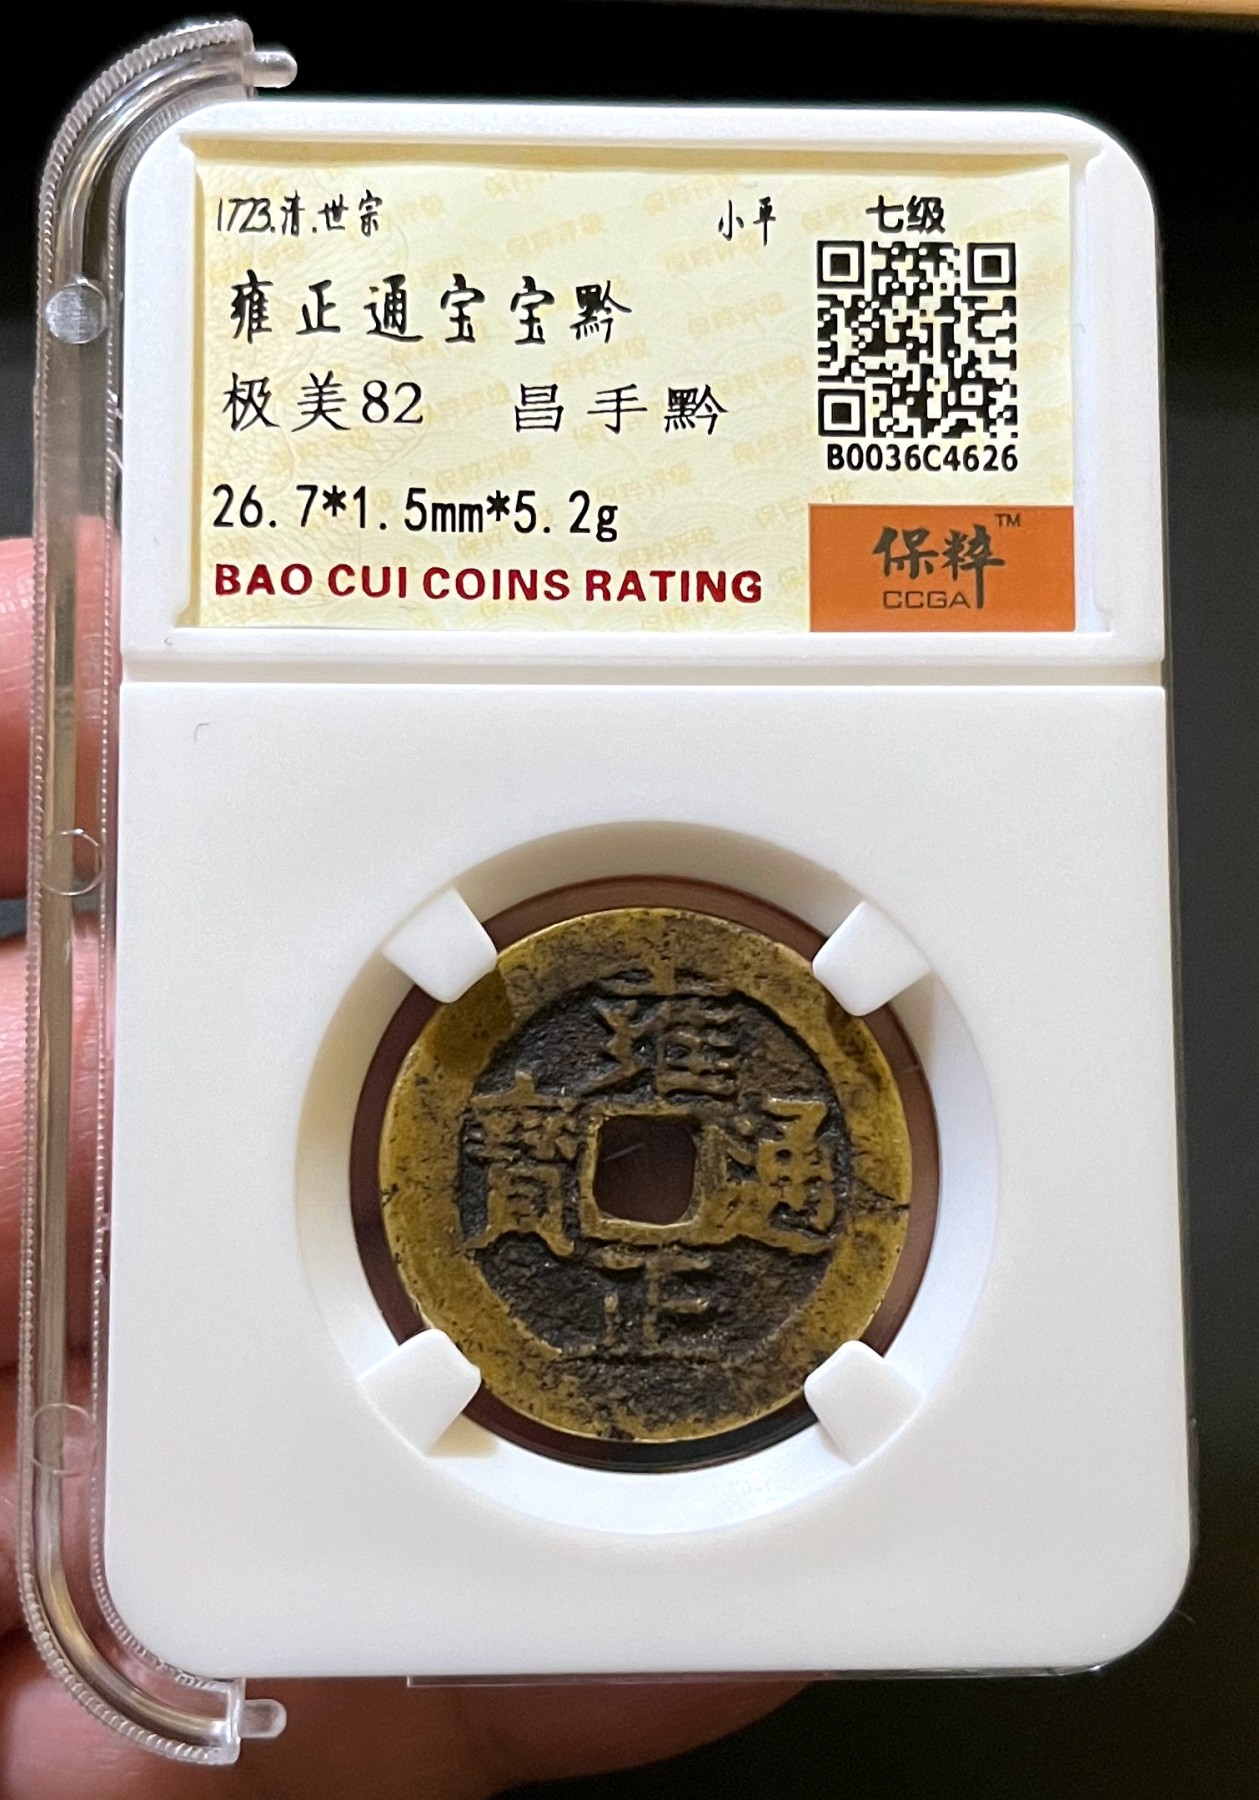 1723.清.世宗 小平 七级
雍正通宝宝黔
极美82 昌手黔
B0036C4626
26.7*1.5mm*5.2g
BAO CUI COINS RATING
保粹™
CCGA
雍正通寶